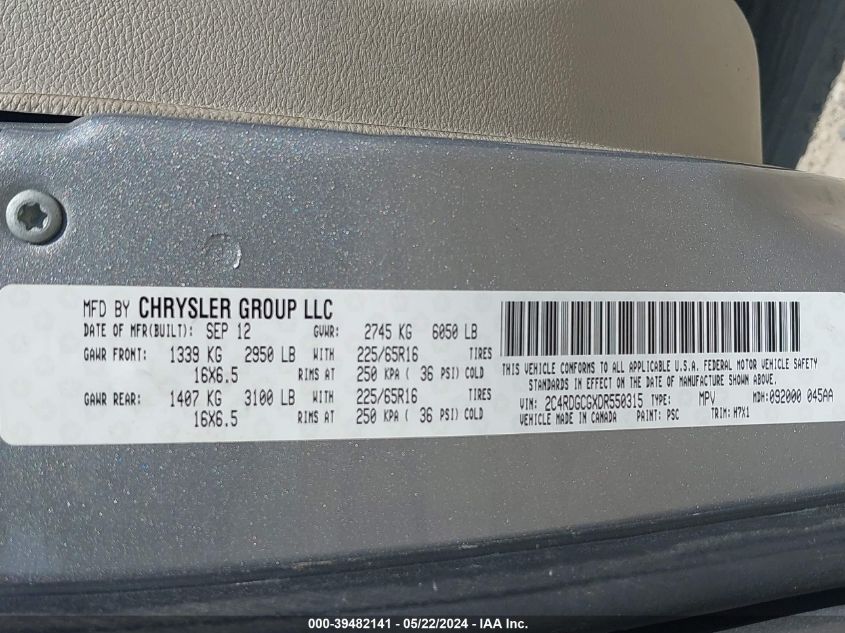 MFD BY CHRYSLER GROUP LLC
DATE OF MFR(BUILT): SEP 12 GVWR: 2745 KG 6050 LB
GAWR FRONT: 1339 KG 2950 LB WITH 225/65R16 TIRES
16X6.5 RIMS AT 250 KPA ( 36 PSI) COLD
GAWR REAR: 1407 KG 3100 LB WITH 225/65R16 TIRES
16X6.5 RIMS AT 250 KPA ( 36 PSI) COLD
THIS VEHICLE CONFORMS TO ALL APPLICABLE U.S.A. FEDERAL MOTOR VEHICLE SAFETY
STANDARDS IN EFFECT ON THE DATE OF MANUFACTURE SHOWN ABOVE.
VIN: 2C4RDGCGXDR550315 TYPE: MPV MDH: 092000 045AA
VEHICLE MADE IN CANADA PAINT: PSC TRIM: H7X1
000-39482141 - 05/22/2024 - IAA Inc.